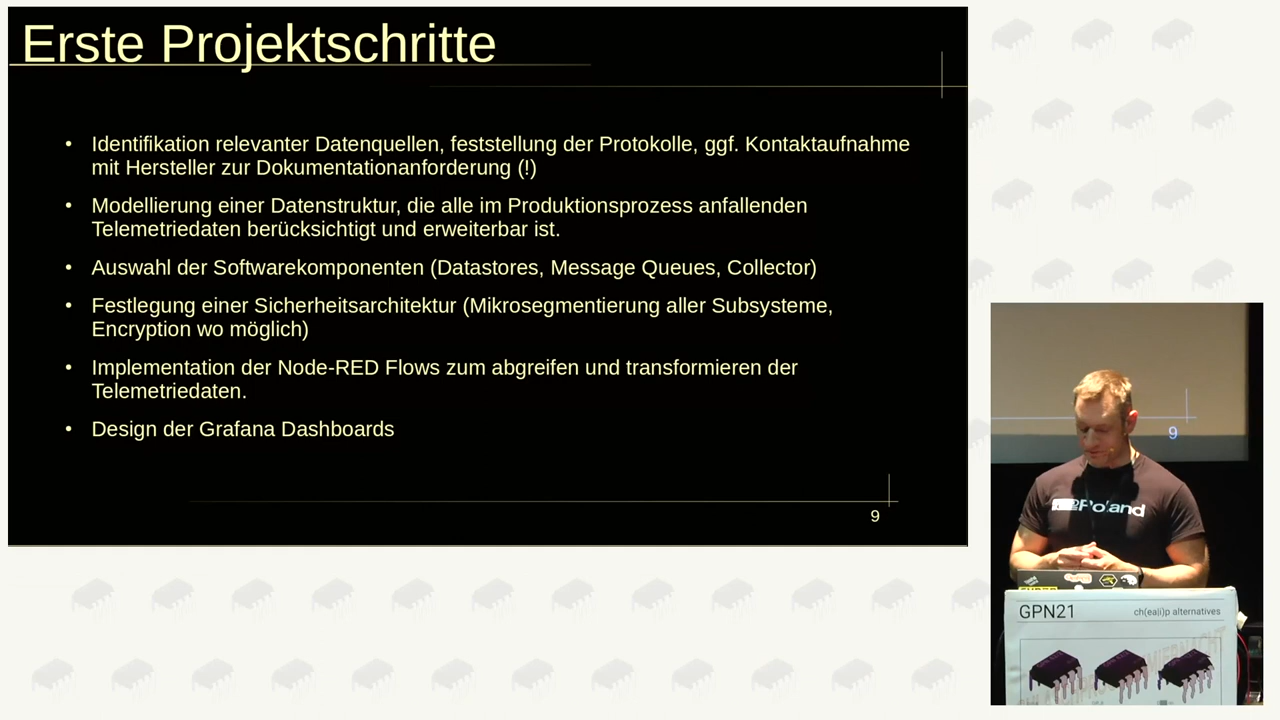 Erste Projektschritte
• Identifikation relevanter Datenquellen, feststellung der Protokolle, ggf. Kontaktaufnahme
mit Hersteller zur Dokumentationanforderung (!)
• Modellierung einer Datenstruktur, die alle im Produktionsprozess anfallenden
Telemetriedaten berücksichtigt und erweiterbar ist.
• Auswahl der Softwarekomponenten (Datastores, Message Queues, Collector)
• Festlegung einer Sicherheitsarchitektur (Mikrosegmentierung aller Subsysteme,
Encryption wo möglich)
• Implementation der Node-RED Flows zum abgreifen und transformieren der
Telemetriedaten.
• Design der Grafana Dashboards
9
9
Roland
GPN21
ch(ea|i)p alternatives